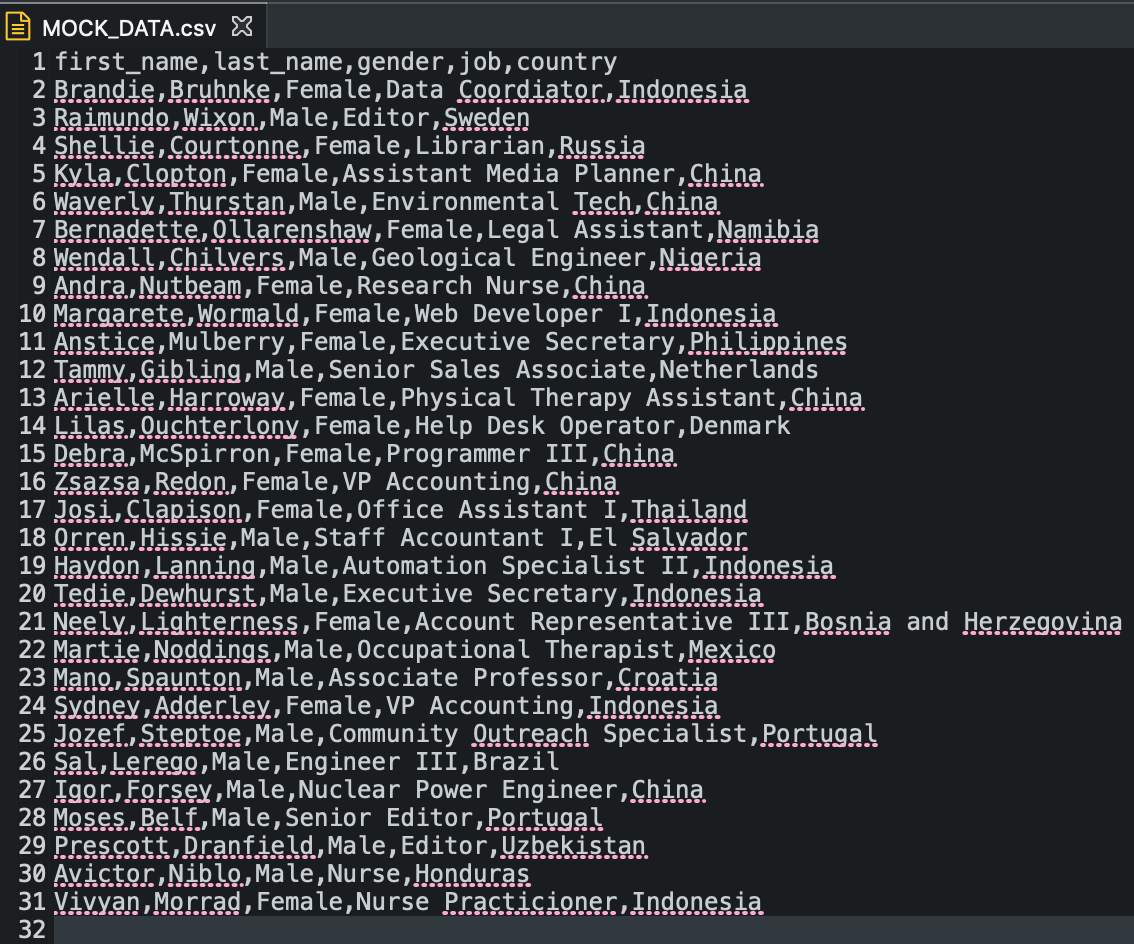 MOCK_DATA.csv
1 first_name,last_name,gender,job,country
2 Brandie,Bruhnke,Female,Data Coordiator,Indonesia
3 Raimundo,Wixon,Male,Editor,Sweden
4 Shellie,Courtonne,Female,Librarian,Russia
5 Kyla,Clopton,Female,Assistant Media Planner,China
6 Waverly,Thurstan,Male,Environmental Tech,China
7 Bernadette,Ollarenshaw,Female,Legal Assistant,Namibia
8 Wendall,Chilvers,Male,Geological Engineer,Nigeria
9 Andra,Nutbeam,Female,Research Nurse,China
10 Margarete,Wormald,Female,Web Developer I,Indonesia
11 Anstice,Mulberry,Female,Executive Secretary,Philippines
12 Tammy,Gibling,Male,Senior Sales Associate,Netherlands
13 Arielle,Harroway,Female,Physical Therapy Assistant,China
14 Lilas,Ouchterlony,Female,Help Desk Operator,Denmark
15 Debra,McSpirron,Female,Programmer III,China
16 Zsazsa,Redon,Female,VP Accounting,China
17 Josi,Clapison,Female,Office Assistant I,Thailand
18 Orren,Hissie,Male,Staff Accountant I,El Salvador
19 Haydon,Lanning,Male,Automation Specialist II,Indonesia
20 Tedie,Dewhurst,Male,Executive Secretary,Indonesia
21 Neely,Lighterness,Female,Account Representative III,Bosnia and Herzegovina
22 Martie,Noddings,Male,Occupational Therapist,Mexico
23 Mano,Spaunton,Male,Associate Professor,Croatia
24 Sydney,Adderley,Female,VP Accounting,Indonesia
25 Jozef,Steptoe,Male,Community Outreach Specialist,Portugal
26 Sal,Lerego,Male,Engineer III,Brazil
27 Igor,Forsey,Male,Nuclear Power Engineer,China
28 Moses,Belf,Male,Senior Editor,Portugal
29 Prescott,Dranfield,Male,Editor,Uzbekistan
30 Avictor,Niblo,Male,Nurse,Honduras
31 Vivyan,Morrad,Female,Nurse Practicioner,Indonesia
32